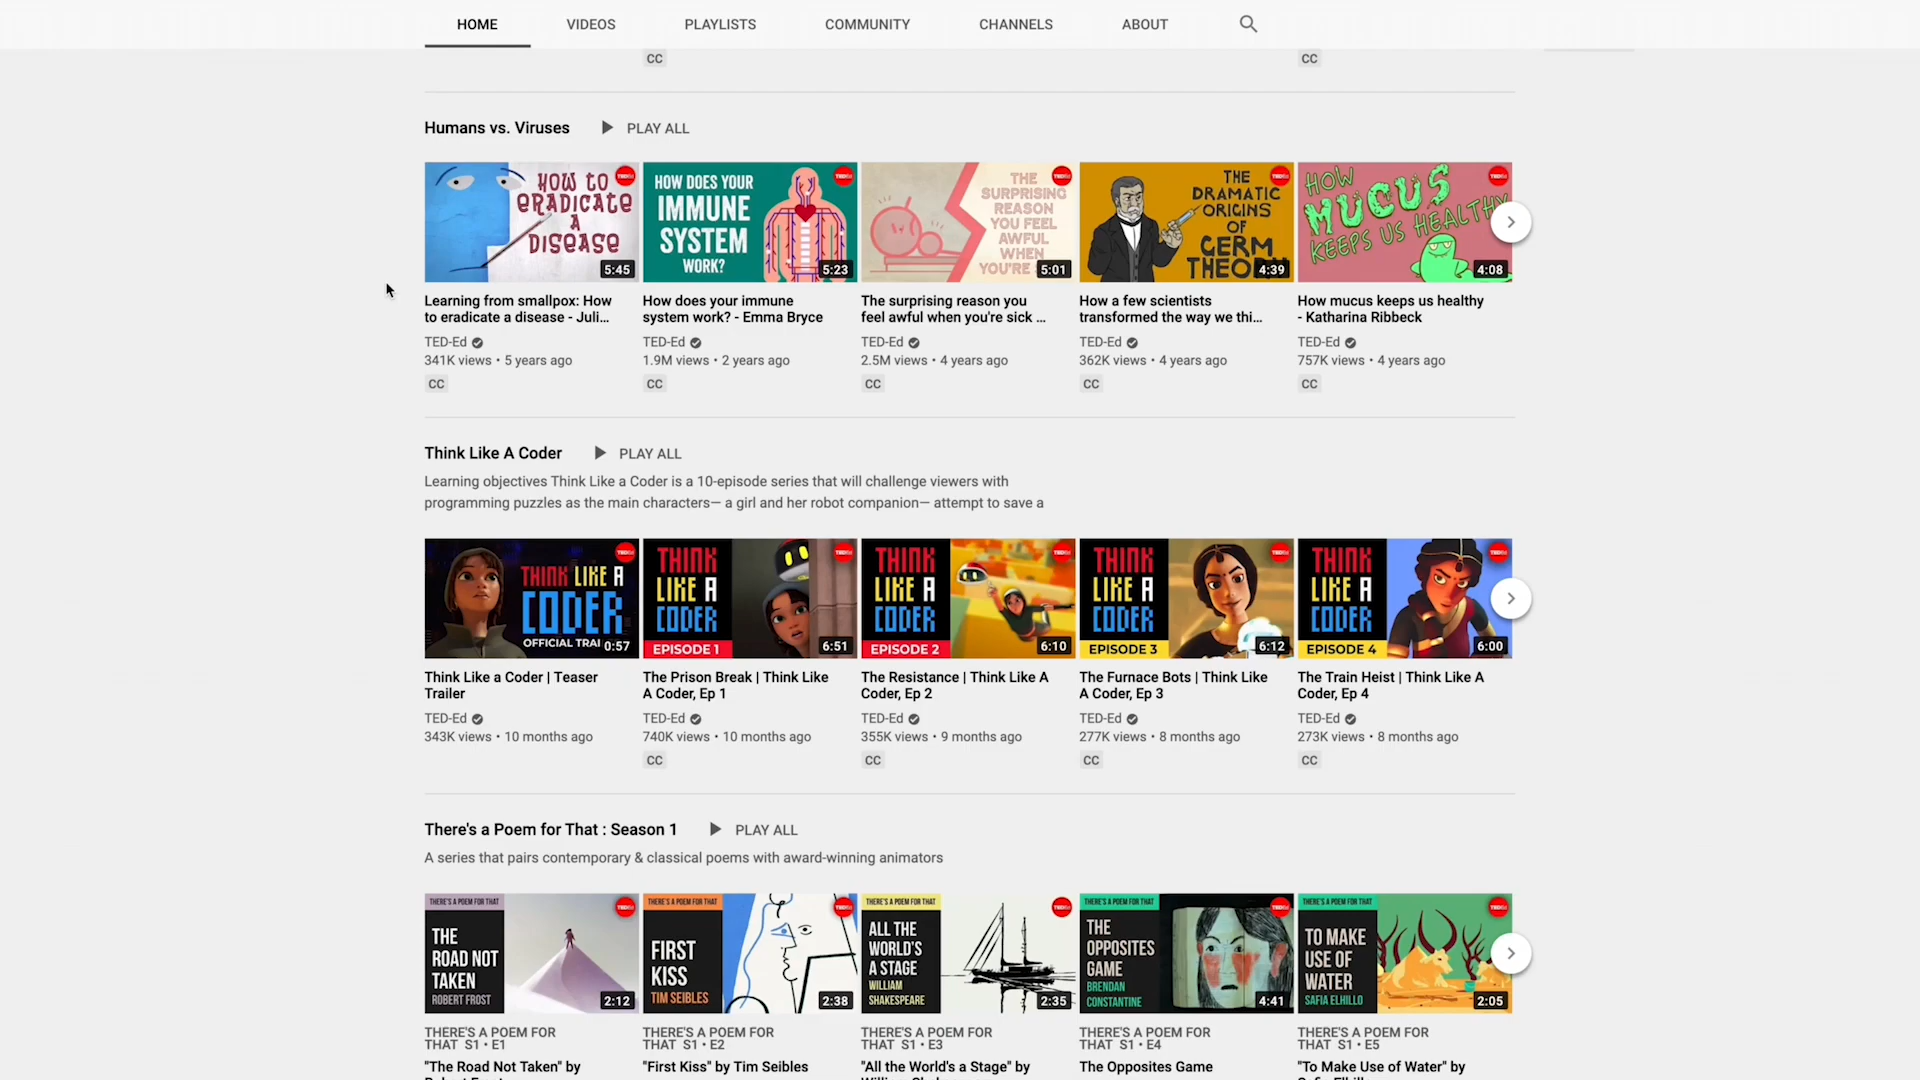 HOME VIDEOS PLAYLISTS COMMUNITY CHANNELS ABOUT
CC CC
Humans vs. Viruses PLAY ALL
HOW TO
ERADICATE
A
DISEASE
5:45
HOW DOES YOUR
IMMUNE
SYSTEM
WORK?
5:23
THE
SURPRISING
REASON
YOU FEEL
AWFUL
WHEN
YOU'RE
5:01
THE
DRAMATIC
ORIGINS
OF
GERM
4:39
HOW
MUCUS
KEEPS US HEALTHY
4:08
Learning from smallpox: How
to eradicate a disease - Juli...
TED-Ed
341K views • 5 years ago
CC
How does your immune
system work? - Emma Bryce
TED-Ed
1.9M views • 2 years ago
CC
The surprising reason you
feel awful when you're sick ...
TED-Ed
2.5M views • 4 years ago
CC
How a few scientists
transformed the way we thi...
TED-Ed
362K views • 4 years ago
CC
How mucus keeps us healthy
- Katharina Ribbeck
TED-Ed
757K views • 4 years ago
CC
Think Like A Coder PLAY ALL
Learning objectives Think Like a Coder is a 10-episode series that will challenge viewers with
programming puzzles as the main characters— a girl and her robot companion— attempt to save a
THINK LIKE A
CODER
OFFICIAL TRAI 0:57
THINK
LIKE A
CODER
EPISODE 1
6:51
THINK
LIKE A
CODER
EPISODE 2
6:10
THINK
LIKE A
CODER
EPISODE 3
6:12
THINK
LIKE A
CODER
EPISODE 4
6:00
Think Like a Coder | Teaser
Trailer
TED-Ed
343K views • 10 months ago
The Prison Break | Think Like
A Coder, Ep 1
TED-Ed
740K views • 10 months ago
CC
The Resistance | Think Like A
Coder, Ep 2
TED-Ed
355K views • 9 months ago
CC
The Furnace Bots | Think Like
A Coder, Ep 3
TED-Ed
277K views • 8 months ago
CC
The Train Heist | Think Like A
Coder, Ep 4
TED-Ed
273K views • 8 months ago
CC
There's a Poem for That : Season 1 PLAY ALL
A series that pairs contemporary & classical poems with award-winning animators
THERE'S A POEM FOR THAT
THE
ROAD NOT
TAKEN
ROBERT FROST
2:12
THERE'S A POEM FOR THAT
FIRST
KISS
TIM SEIBLES
2:38
THERE'S A POEM FOR THAT
ALL THE
WORLD'S
A STAGE
WILLIAM
SHAKESPEARE
2:35
THERE'S A POEM FOR THAT
THE
OPPOSITES
GAME
BRENDAN
CONSTANTINE
4:41
THERE'S A POEM FOR THAT
TO MAKE
USE OF
WATER
SAFIA ELHILLO
2:05
THERE'S A POEM FOR
THAT S1 • E1
"The Road Not Taken" by
THERE'S A POEM FOR
THAT S1 • E2
"First Kiss" by Tim Seibles
THERE'S A POEM FOR
THAT S1 • E3
"All the World's a Stage" by
THERE'S A POEM FOR
THAT S1 • E4
The Opposites Game
THERE'S A POEM FOR
THAT S1 • E5
"To Make Use of Water" by